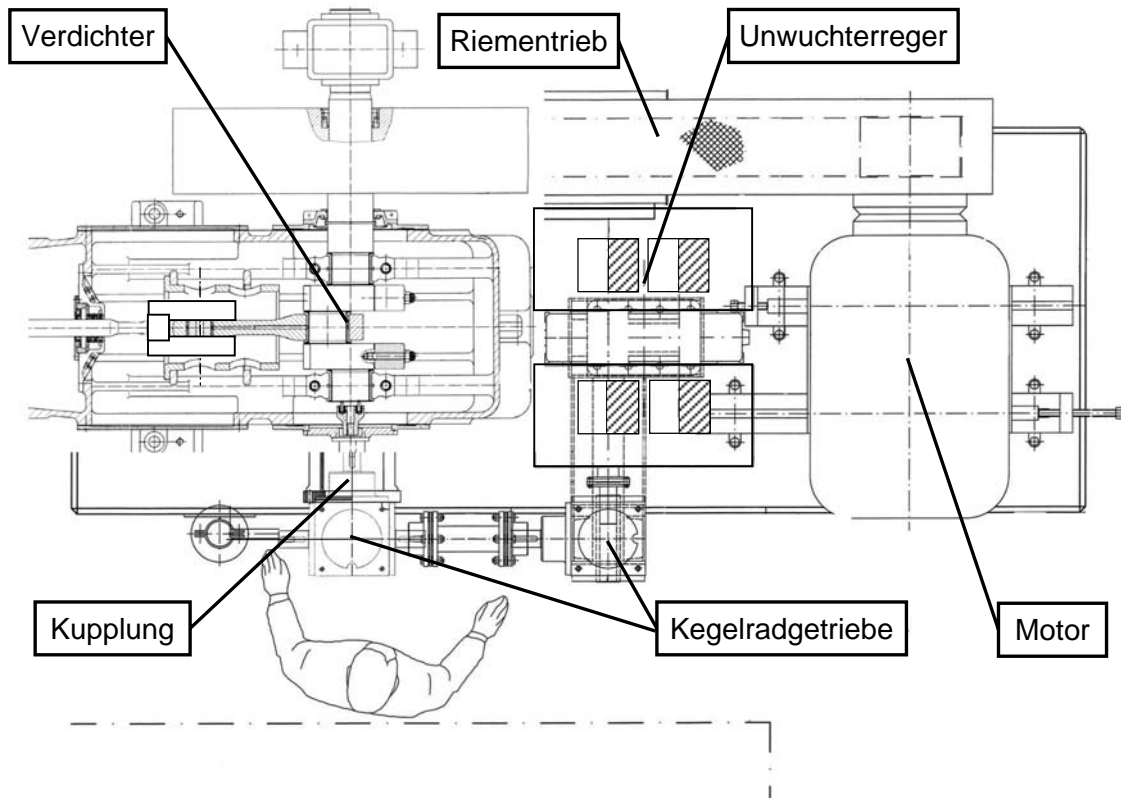 Verdichter
Riementrieb
Unwuchterreger
Kupplung
Kegelradgetriebe
Motor